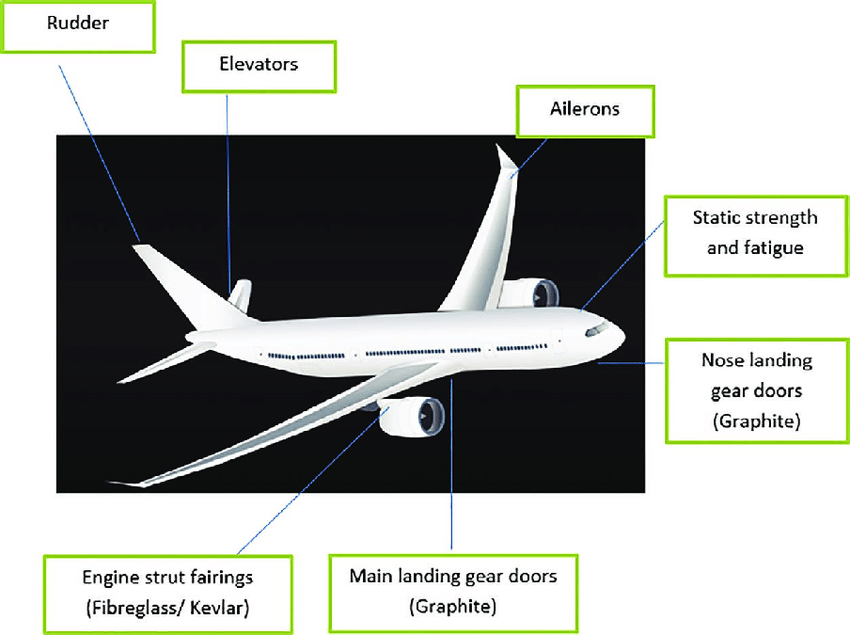 Rudder
Elevators
Ailerons
Static strength
and fatigue
Nose landing
gear doors
(Graphite)
Engine strut fairings
(Fibreglass/ Kevlar)
Main landing gear doors
(Graphite)